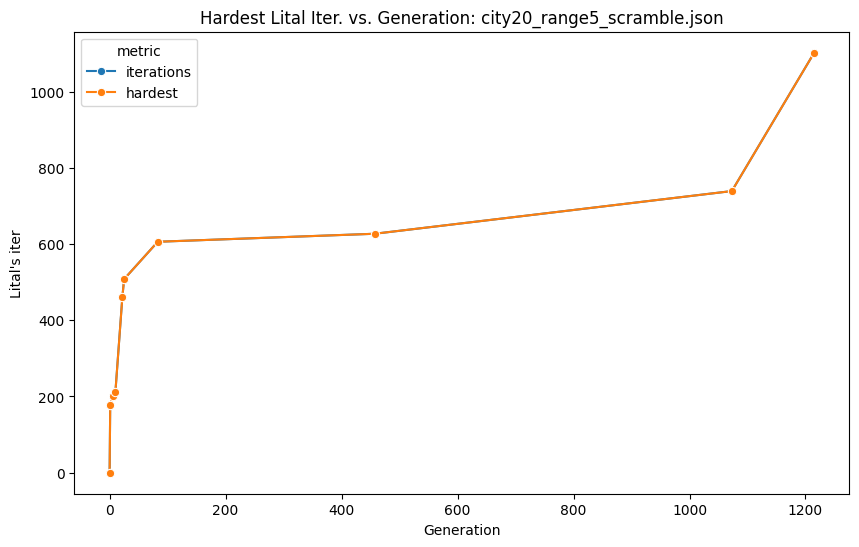 Hardest Lital Iter. vs. Generation: city20_range5_scramble.json
metric
iterations
hardest
1000
800
600
400
200
0
Lital's iter
0 200 400 600 800 1000 1200
Generation